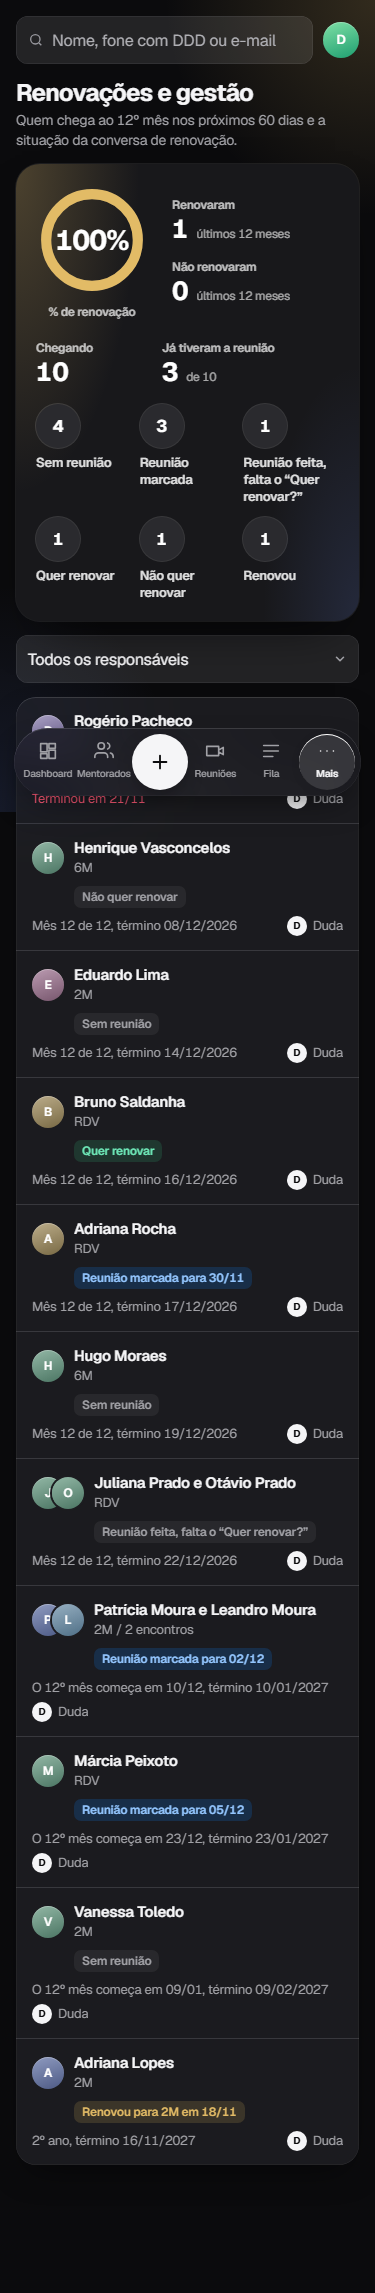 Nome, fone com DDD ou e-mail
D
Renovações e gestão
Quem chega ao 12º mês nos próximos 60 dias e a
situação da conversa de renovação.
100%
% de renovação
Renovaram
1 últimos 12 meses
Não renovaram
0 últimos 12 meses
Chegando
10
Já tiveram a reunião
3 de 10
4
Sem reunião
3
Reunião
marcada
1
Reunião feita,
falta o “Quer
renovar?”
1
Quer renovar
1
Não quer
renovar
1
Renovou
Todos os responsáveis
Rogério Pacheco
Dashboard
Mentorados
Reuniões
Fila
Mais
Terminou em 21/11
D Duda
H
Henrique Vasconcelos
6M
Não quer renovar
Mês 12 de 12, término 08/12/2026
D Duda
E
Eduardo Lima
2M
Sem reunião
Mês 12 de 12, término 14/12/2026
D Duda
B
Bruno Saldanha
RDV
Quer renovar
Mês 12 de 12, término 16/12/2026
D Duda
A
Adriana Rocha
RDV
Reunião marcada para 30/11
Mês 12 de 12, término 17/12/2026
D Duda
H
Hugo Moraes
6M
Sem reunião
Mês 12 de 12, término 19/12/2026
D Duda
J O
Juliana Prado e Otávio Prado
RDV
Reunião feita, falta o “Quer renovar?”
Mês 12 de 12, término 22/12/2026
D Duda
P L
Patrícia Moura e Leandro Moura
2M / 2 encontros
Reunião marcada para 02/12
O 12º mês começa em 10/12, término 10/01/2027
D Duda
M
Márcia Peixoto
RDV
Reunião marcada para 05/12
O 12º mês começa em 23/12, término 23/01/2027
D Duda
V
Vanessa Toledo
2M
Sem reunião
O 12º mês começa em 09/01, término 09/02/2027
D Duda
A
Adriana Lopes
2M
Renovou para 2M em 18/11
2º ano, término 16/11/2027
D Duda